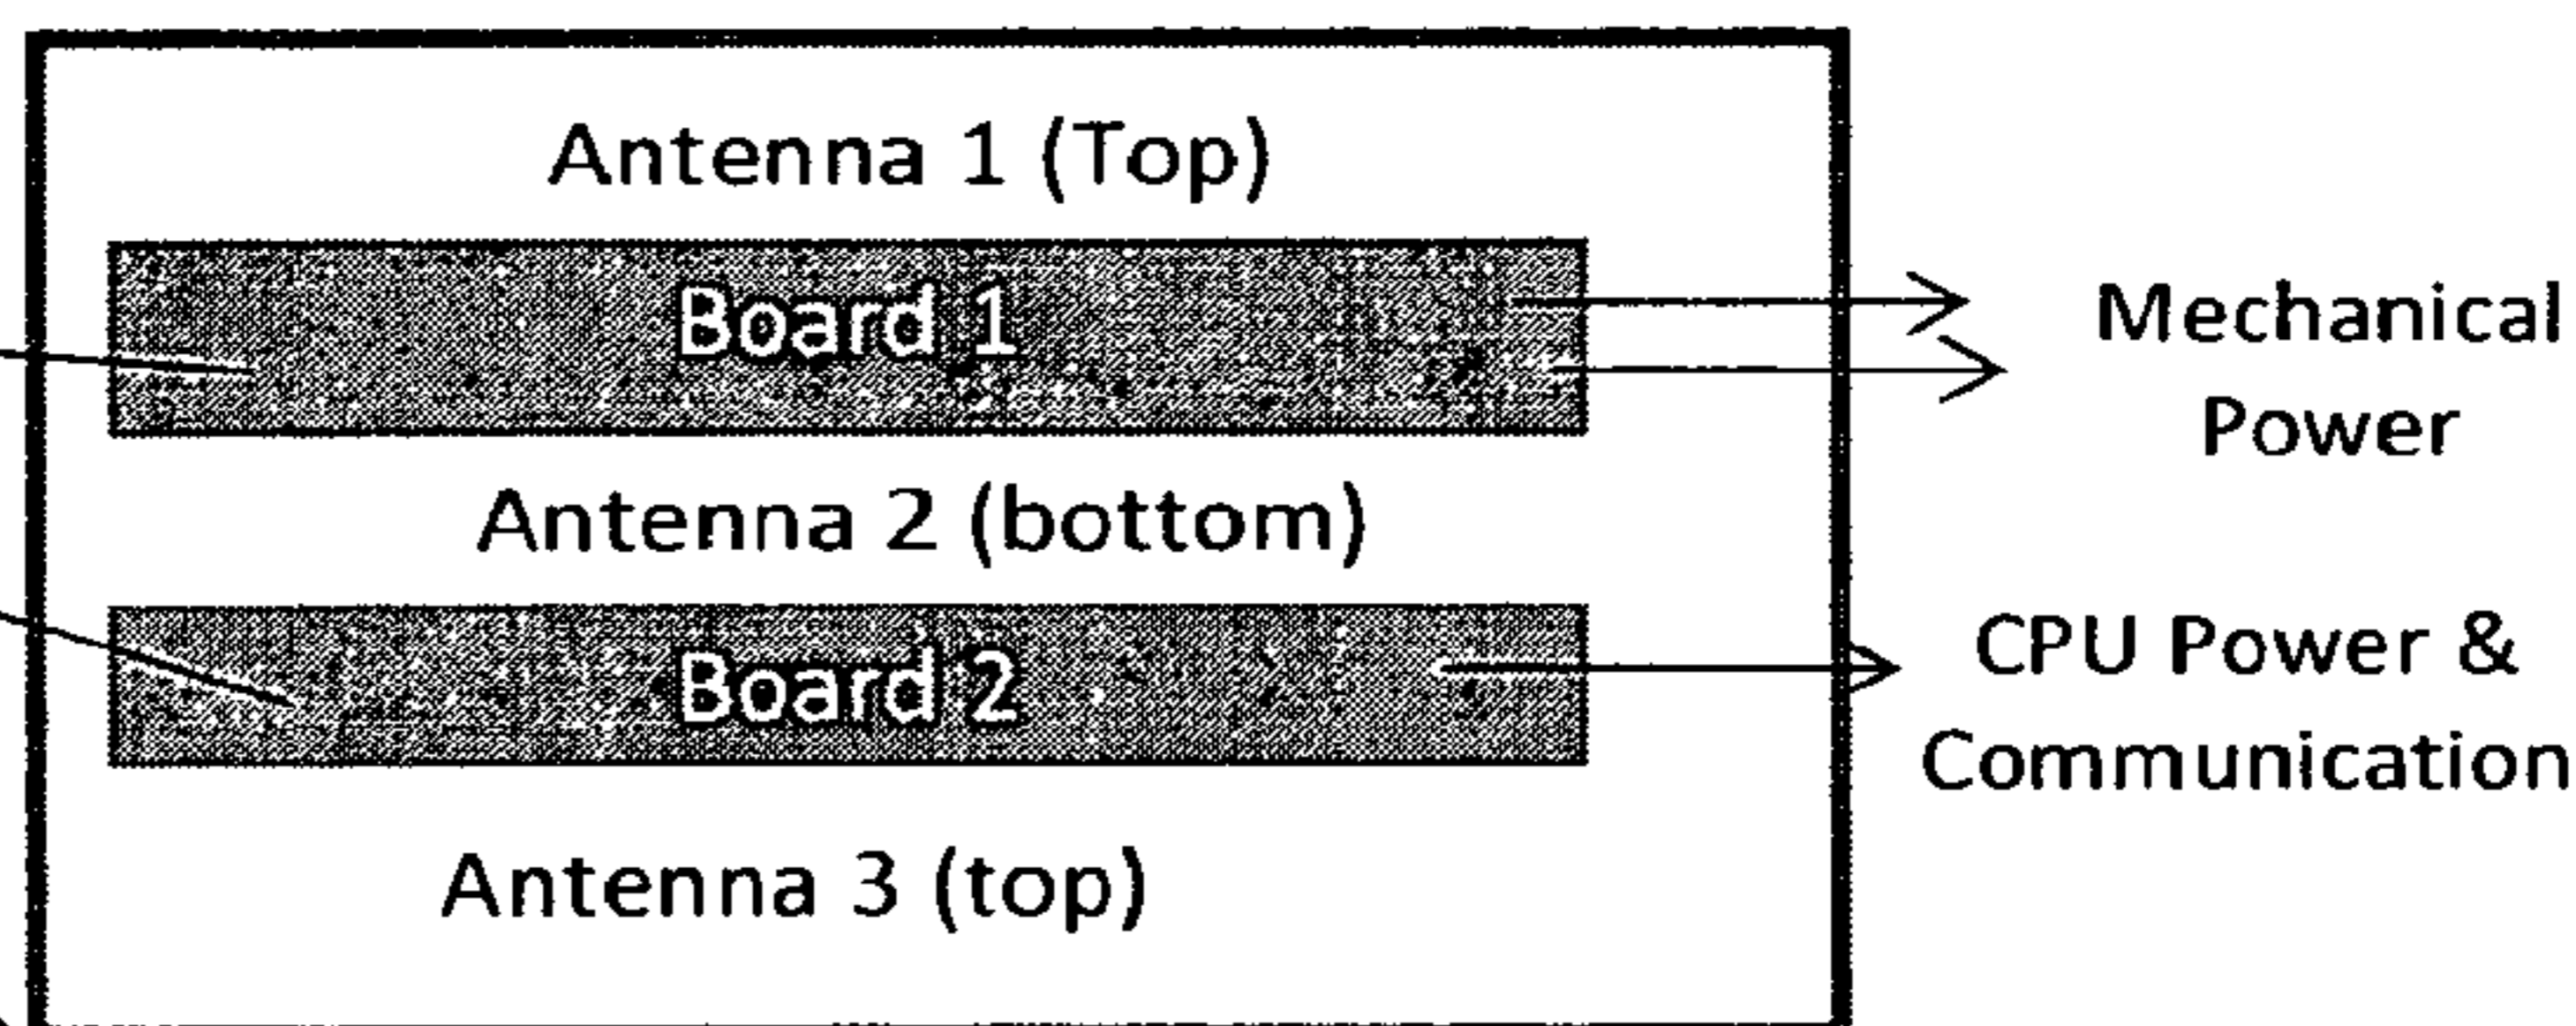 Antenna 1 (Top)
Board 1
Mechanical
Power
Antenna 2 (bottom)
Board 2
CPU Power &
Communication
Antenna 3 (top)